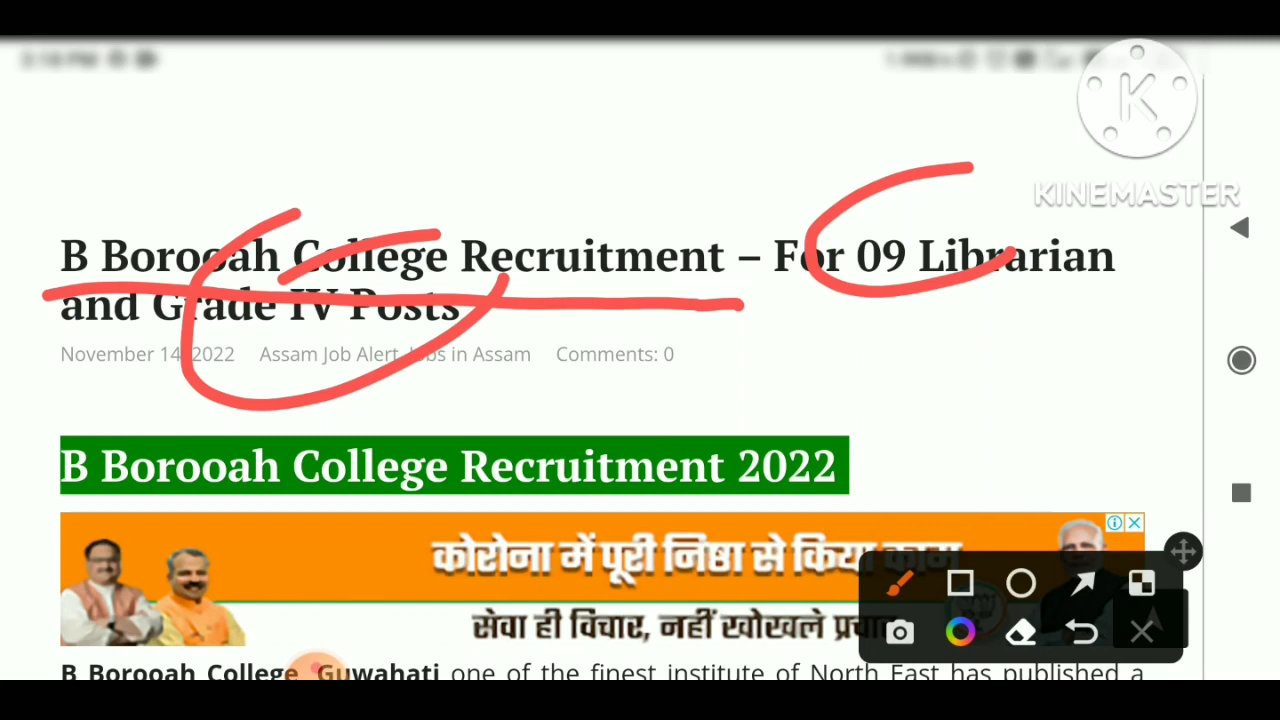 KINEMASTER
B Borooah College Recruitment – For 09 Librarian
and Grade IV Posts
November 14, 2022 Assam Job Alert, Jobs in Assam Comments: 0
B Borooah College Recruitment 2022
कोरोना में पूरी निष्ठा से किया काम
सेवा ही विचार, नहीं खोखले
B Borooah College, Guwahati one of the finest institute of North East has published a